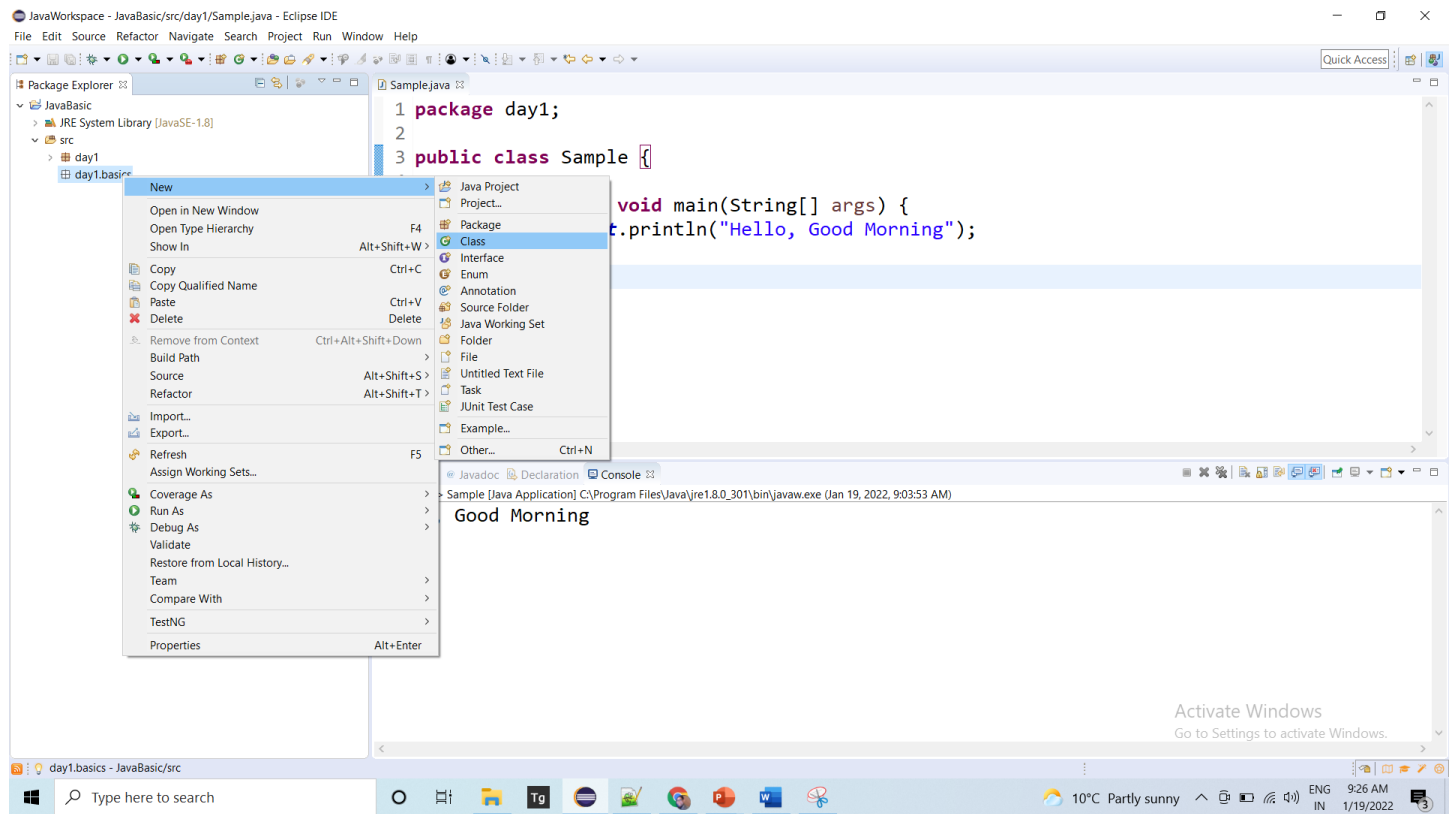 JavaWorkspace - JavaBasic/src/day1/Sample.java - Eclipse IDE
File Edit Source Refactor Navigate Search Project Run Window Help
Quick Access
Package Explorer
JavaBasic
JRE System Library [JavaSE-1.8]
src
day1
day1.basics
Sample.java
1 package day1;
2
3 public class Sample {
void main(String[] args) {
t.println("Hello, Good Morning");
New
Open in New Window
Open Type Hierarchy F4
Show In Alt+Shift+W
Copy Ctrl+C
Copy Qualified Name
Paste Ctrl+V
Delete Delete
Remove from Context Ctrl+Alt+Shift+Down
Build Path
Source Alt+Shift+S
Refactor Alt+Shift+T
Import...
Export...
Refresh F5
Assign Working Sets...
Coverage As
Run As
Debug As
Validate
Restore from Local History...
Team
Compare With
TestNG
Properties Alt+Enter
Java Project
Project...
Package
Class
Interface
Enum
Annotation
Source Folder
Java Working Set
Folder
File
Untitled Text File
Task
JUnit Test Case
Example...
Other... Ctrl+N
@ Javadoc Declaration Console
> Sample [Java Application] C:\Program Files\Java\jre1.8.0_301\bin\javaw.exe (Jan 19, 2022, 9:03:53 AM)
Good Morning
Activate Windows
Go to Settings to activate Windows.
day1.basics - JavaBasic/src
Type here to search
Tg
10°C Partly sunny
ENG
IN
9:26 AM
1/19/2022
3